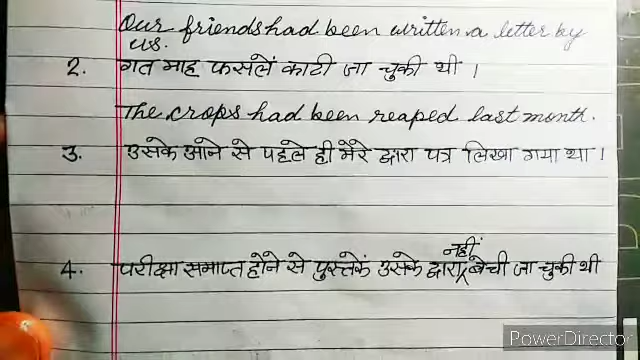 Our friends had been written a letter by
us.
2. गत माह फसलें काटी जा चुकी थी ।
The crops had been reaped last month.
3. उसके आने से पहले ही मेरे द्वारा पत्र लिखा गया था ।
नहीं
4. परीक्षा समाप्त होने से पुस्तकें उसके द्वारा बेची जा चुकी थी
PowerDirector